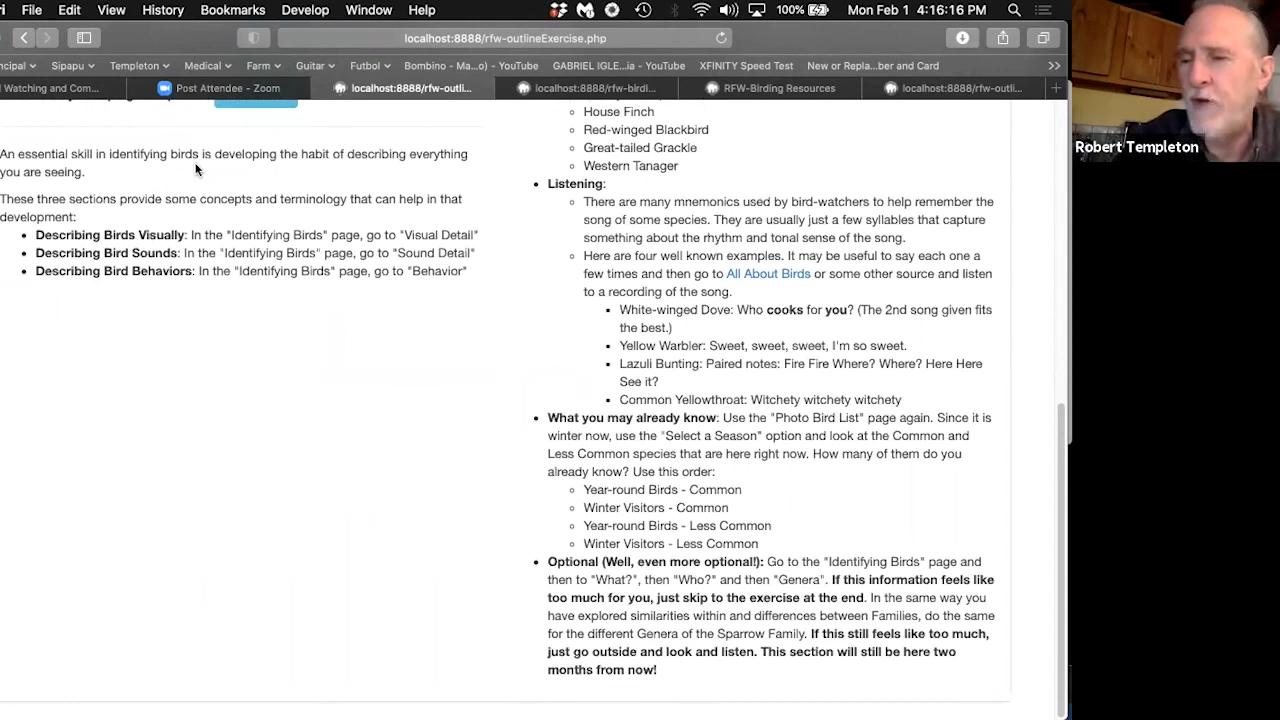 File Edit View History Bookmarks Develop Window Help 100% Mon Feb 1 4:16:16 PM
localhost:8888/rfw-outlineExercise.php
Sipapu Templeton Medical Farm Guitar Futbol Bombino - Ma...o) – YouTube GABRIEL IGLE...ia - YouTube XFINITY Speed Test New or Repla...ber and Card
Watching and Com... Post Attendee - Zoom localhost:8888/rfw-outli... localhost:8888/rfw-birdl... RFW-Birding Resources localhost:8888/rfw-outli...
An essential skill in identifying birds is developing the habit of describing everything
you are seeing.
These three sections provide some concepts and terminology that can help in that
development:
• Describing Birds Visually: In the "Identifying Birds" page, go to "Visual Detail"
• Describing Bird Sounds: In the "Identifying Birds" page, go to "Sound Detail"
• Describing Bird Behaviors: In the "Identifying Birds" page, go to "Behavior"
House Finch
Red-winged Blackbird
Great-tailed Grackle
Western Tanager
• Listening:
There are many mnemonics used by bird-watchers to help remember the
song of some species. They are usually just a few syllables that capture
something about the rhythm and tonal sense of the song.
Here are four well known examples. It may be useful to say each one a
few times and then go to All About Birds or some other source and listen
to a recording of the song.
White-winged Dove: Who cooks for you? (The 2nd song given fits
the best.)
Yellow Warbler: Sweet, sweet, sweet, I'm so sweet.
Lazuli Bunting: Paired notes: Fire Fire Where? Where? Here Here
See it?
Common Yellowthroat: Witchety witchety witchety
• What you may already know: Use the "Photo Bird List" page again. Since it is
winter now, use the "Select a Season" option and look at the Common and
Less Common species that are here right now. How many of them do you
already know? Use this order:
Year-round Birds - Common
Winter Visitors - Common
Year-round Birds - Less Common
Winter Visitors - Less Common
• Optional (Well, even more optional!): Go to the "Identifying Birds" page and
then to "What?", then "Who?" and then "Genera". If this information feels like
too much for you, just skip to the exercise at the end. In the same way you
have explored similarities within and differences between Families, do the same
for the different Genera of the Sparrow Family. If this still feels like too much,
just go outside and look and listen. This section will still be here two
months from now!
Robert Templeton